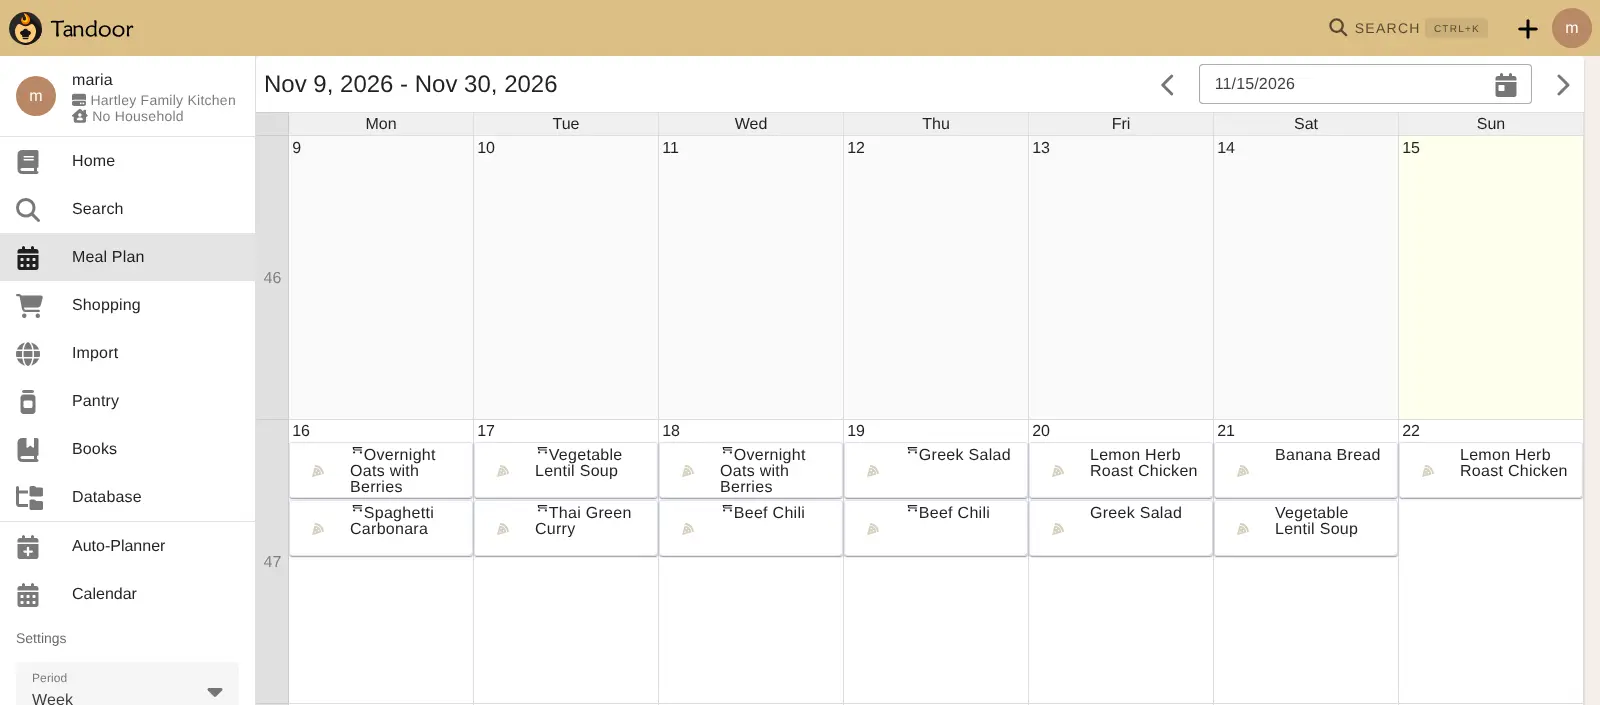 Tandoor
SEARCH CTRL+K
m
m
maria
Hartley Family Kitchen
No Household
Home
Search
Meal Plan
Shopping
Import
Pantry
Books
Database
Auto-Planner
Calendar
Settings
Period
Week
Nov 9, 2026 - Nov 30, 2026
11/15/2026
Mon Tue Wed Thu Fri Sat Sun
46
9 10 11 12 13 14 15
47
16 17 18 19 20 21 22
Overnight
Oats with
Berries
Vegetable
Lentil Soup
Overnight
Oats with
Berries
Greek Salad
Lemon Herb
Roast Chicken
Banana Bread
Lemon Herb
Roast Chicken
Spaghetti
Carbonara
Thai Green
Curry
Beef Chili
Beef Chili
Greek Salad
Vegetable
Lentil Soup